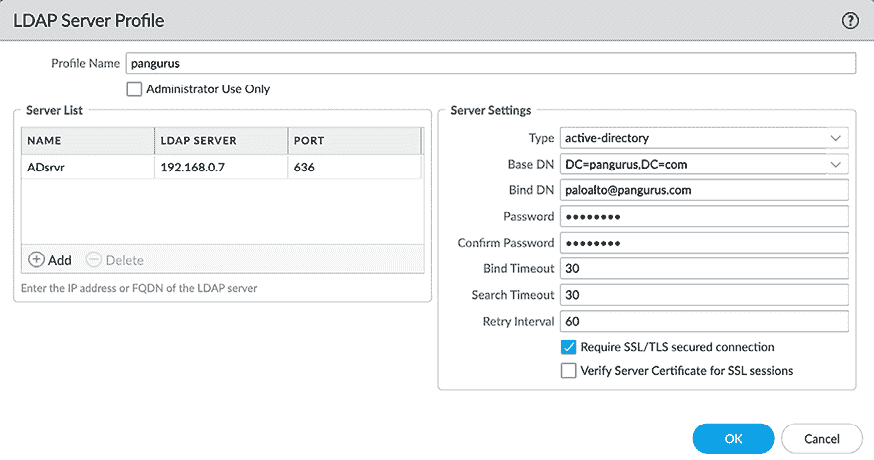 LDAP Server Profile
?
Profile Name pangurus
Administrator Use Only
Server List
NAME LDAP SERVER PORT
ADsrvr 192.168.0.7 636
Add Delete
Enter the IP address or FQDN of the LDAP server
Server Settings
Type active-directory
Base DN DC=pangurus,DC=com
Bind DN paloalto@pangurus.com
Password ••••••••
Confirm Password ••••••••
Bind Timeout 30
Search Timeout 30
Retry Interval 60
Require SSL/TLS secured connection
Verify Server Certificate for SSL sessions
OK Cancel